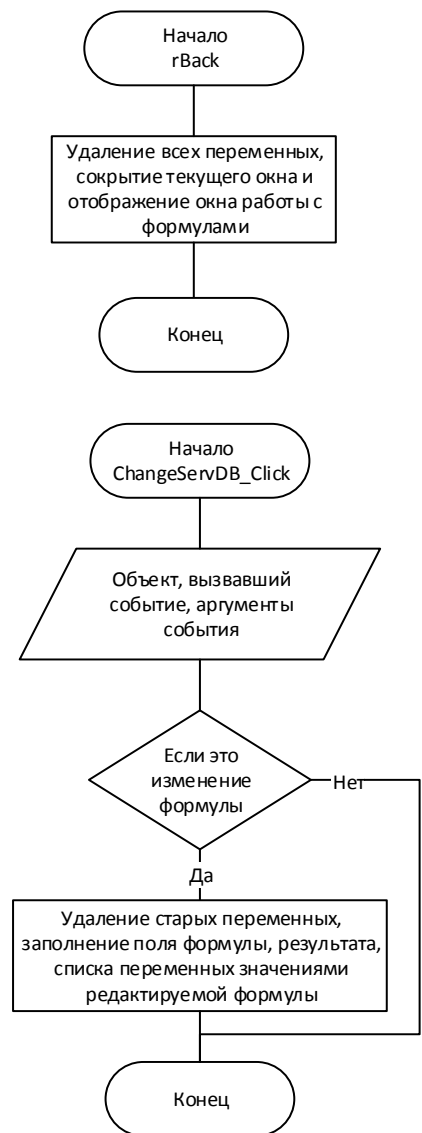 Начало
rBack
Удаление всех переменных,
сокрытие текущего окна и
отображение окна работы с
формулами
Конец
Начало
ChangeServDB_Click
Объект, вызвавший
событие, аргументы
события
Если это
изменение
формулы
Нет
Да
Удаление старых переменных,
заполнение поля формулы, результата,
списка переменных значениями
редактируемой формулы
Конец